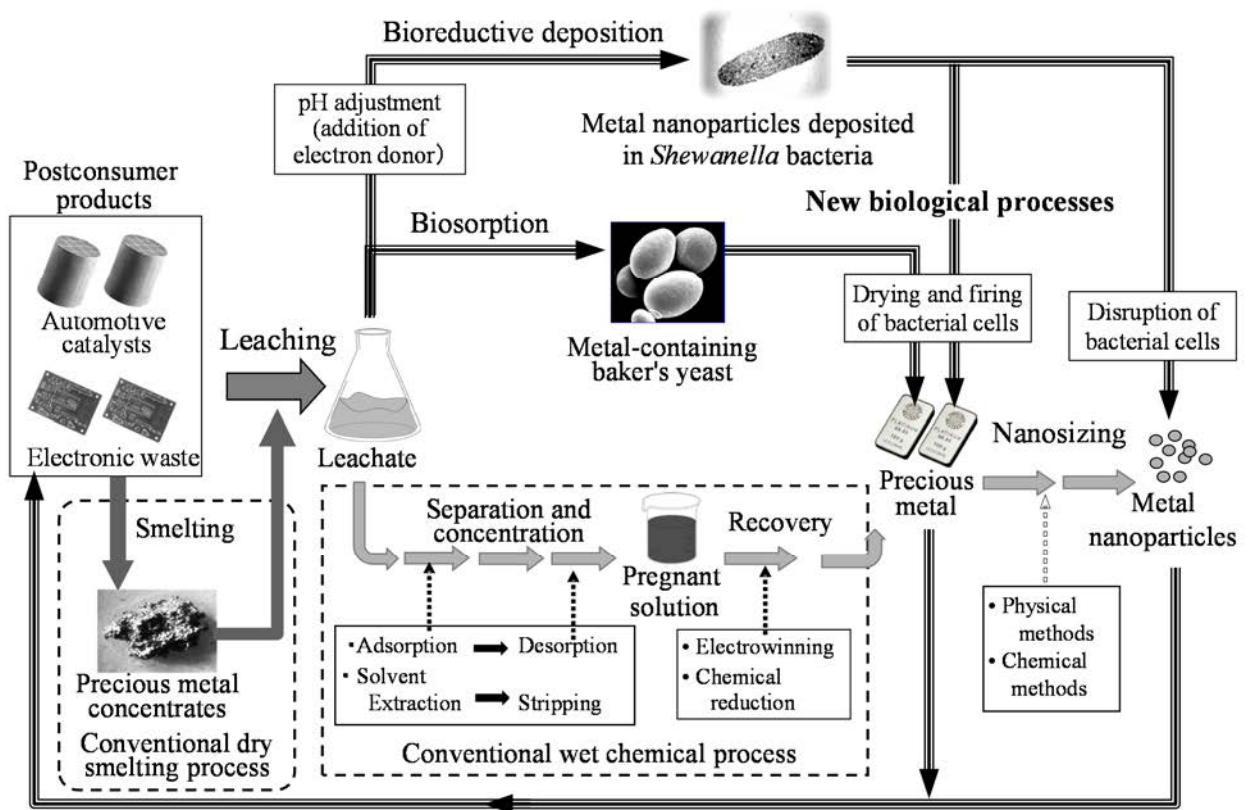 Bioreductive deposition
pH adjustment
(addition of
electron donor)
Metal nanoparticles deposited
in Shewanella bacteria
Postconsumer
products
New biological processes
Biosorption
Automotive
catalysts
Leaching
Drying and firing
of bacterial cells
Disruption of
bacterial cells
Metal-containing
baker's yeast
Electronic waste
Leachate
PLATINUM
PLATINUM
Nanosizing
Precious
metal
Metal
nanoparticles
Smelting
Separation and
concentration
Recovery
Pregnant
solution
• Physical
methods
• Chemical
methods
・Adsorption
Desorption
・Solvent
Extraction
Stripping
• Electrowinning
• Chemical
reduction
Precious metal
concentrates
Conventional dry
smelting process
Conventional wet chemical process